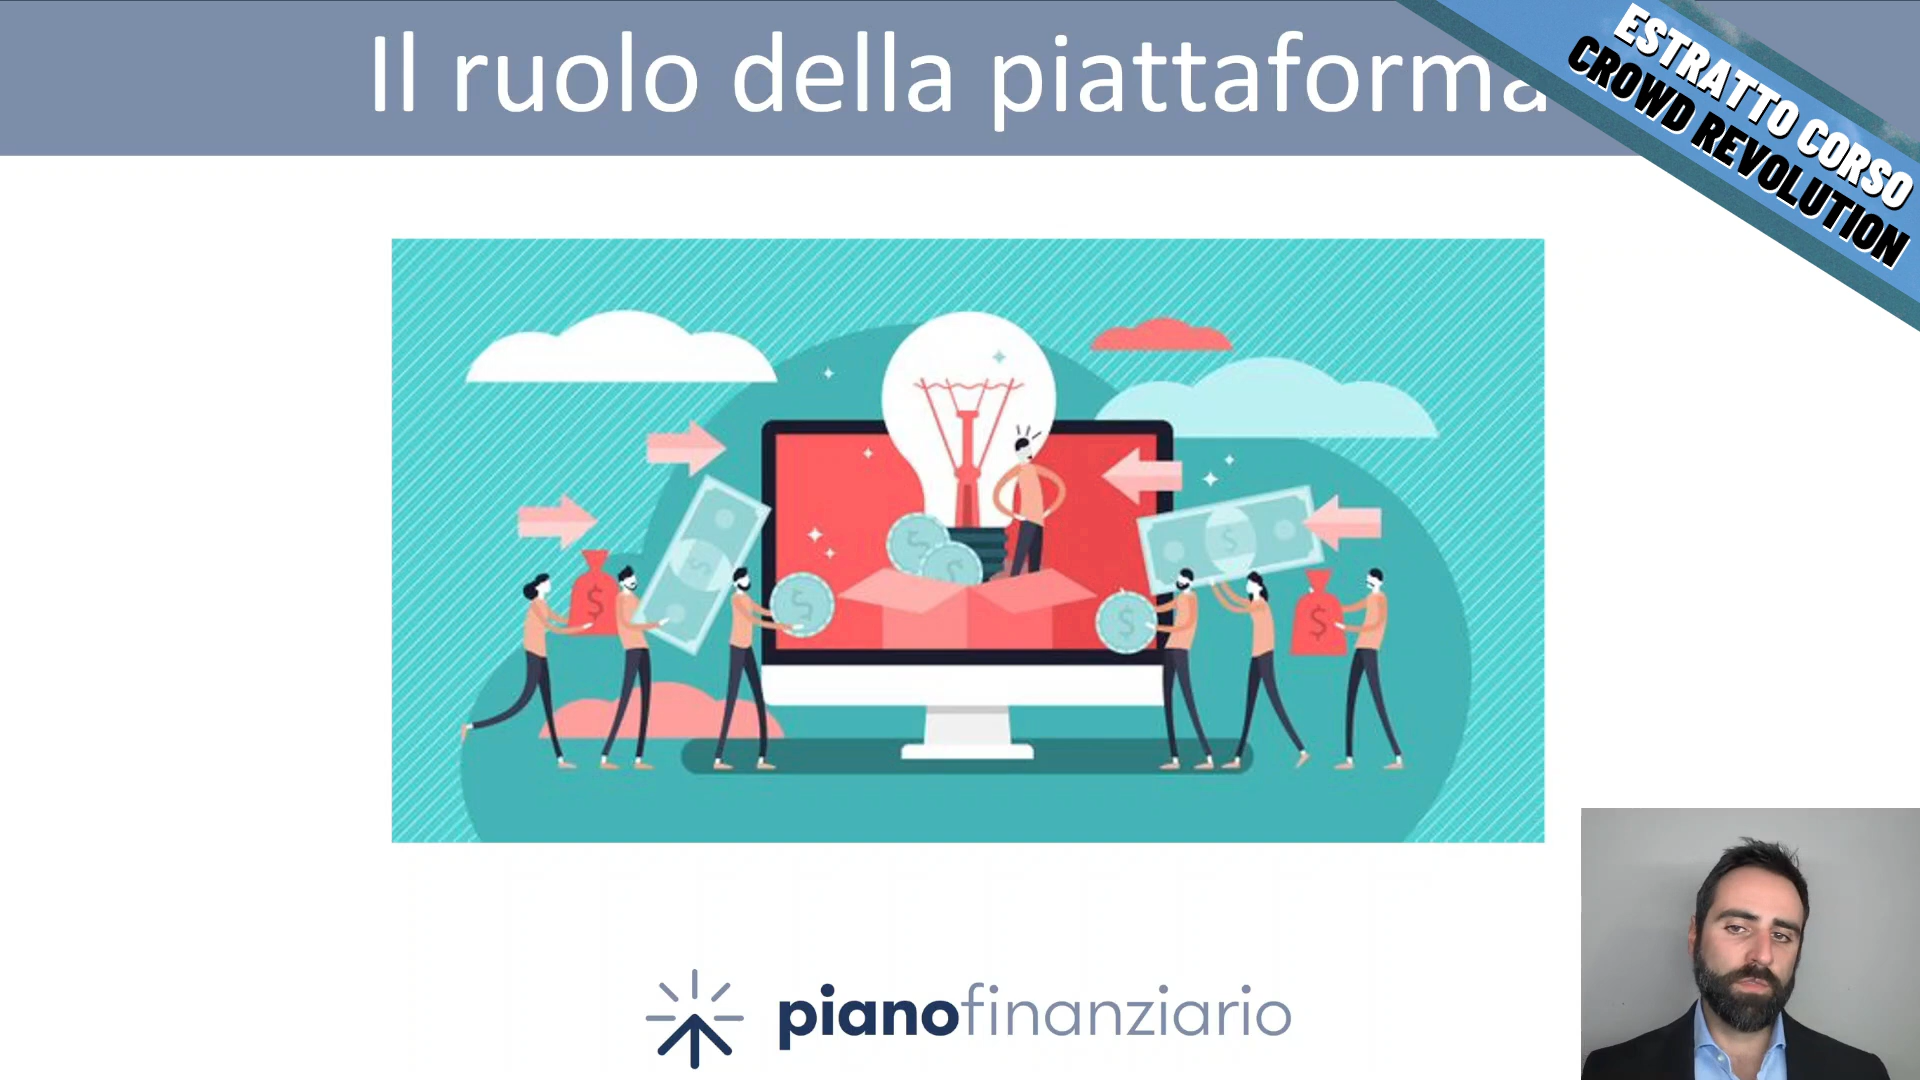 Il ruolo della piattaforma
ESTRATTO CORSO
CROWD REVOLUTION
$
$
$
$
$
$
$
$
pianofinanziario